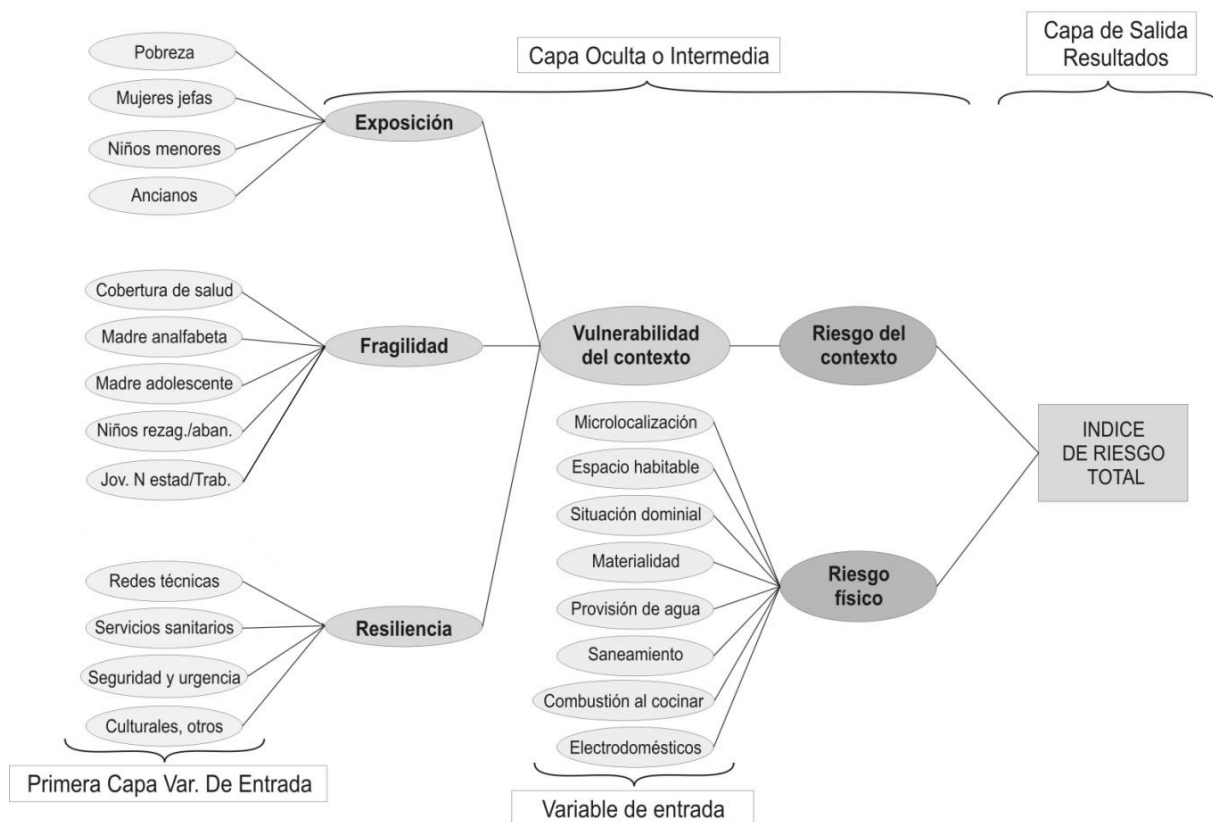 Pobreza
Mujeres jefas
Niños menores
Ancianos
Exposición
Capa Oculta o Intermedia
Capa de Salida
Resultados
Cobertura de salud
Madre analfabeta
Madre adolescente
Niños rezag./aban.
Jov. N estad/Trab.
Fragilidad
Vulnerabilidad
del contexto
Riesgo del
contexto
Redes técnicas
Servicios sanitarios
Seguridad y urgencia
Culturales, otros
Resiliencia
Microlocalización
Espacio habitable
Situación dominial
Materialidad
Provisión de agua
Saneamiento
Combustión al cocinar
Electrodomésticos
Riesgo
físico
INDICE
DE RIESGO
TOTAL
Primera Capa Var. De Entrada
Variable de entrada